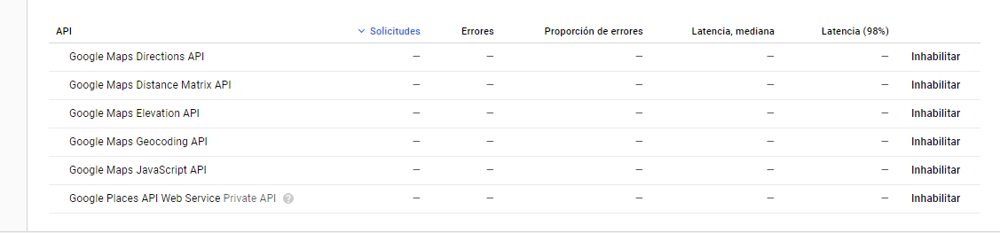 API Solicitudes Errores Proporción de errores Latencia, mediana Latencia (98%)
Google Maps Directions API — — — — — Inhabilitar
Google Maps Distance Matrix API — — — — — Inhabilitar
Google Maps Elevation API — — — — — Inhabilitar
Google Maps Geocoding API — — — — — Inhabilitar
Google Maps JavaScript API — — — — — Inhabilitar
Google Places API Web Service Private API ? — — — — — Inhabilitar